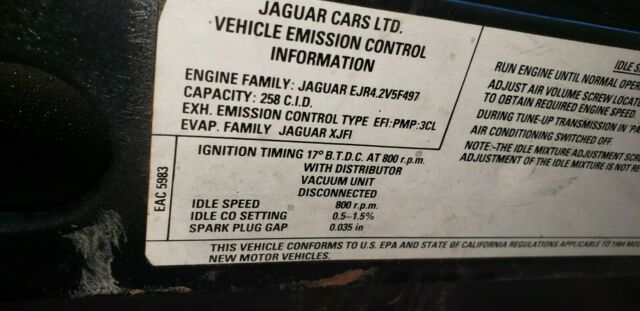 JAGUAR CARS LTD.
VEHICLE EMISSION CONTROL
INFORMATION
ENGINE FAMILY: JAGUAR EJR4.2V5F497
CAPACITY: 258 C.I.D.
EXH. EMISSION CONTROL TYPE EFI:PMP:3CL
EVAP. FAMILY JAGUAR XJFI
IGNITION TIMING 17° B.T.D.C. AT 800 r.p.m.
WITH DISTRIBUTOR
VACUUM UNIT
DISCONNECTED
IDLE SPEED 800 r.p.m.
IDLE CO SETTING 0.5-1.5%
SPARK PLUG GAP 0.035 in
EAC 5983
THIS VEHICLE CONFORMS TO U.S. EPA AND STATE OF CALIFORNIA REGULATIONS APPLICABLE TO 1984
NEW MOTOR VEHICLES.
IDLE
RUN ENGINE UNTIL NORMAL
ADJUST AIR VOLUME SCREW
TO OBTAIN REQUIRED ENGINE SPEED
DURING TUNE-UP TRANSMISSION IN
AIR CONDITIONING SWITCHED OFF.
NOTE:-THE IDLE MIXTURE ADJUSTMENT
ADJUSTMENT OF THE IDLE MIXTURE IS NOT